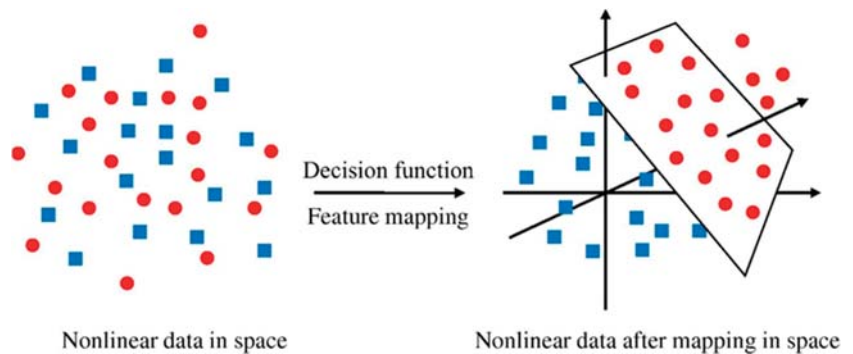 Decision function
Feature mapping
Nonlinear data in space
Nonlinear data after mapping in space